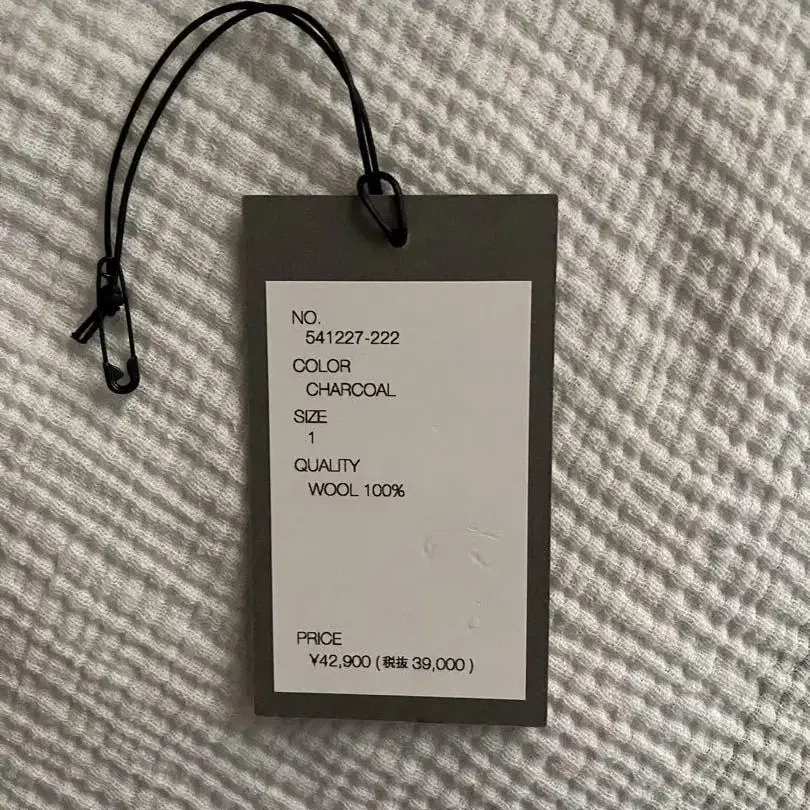 NO.
541227-222
COLOR
CHARCOAL
SIZE
1
QUALITY
WOOL 100%
PRICE
¥42,900 (税抜 39,000)